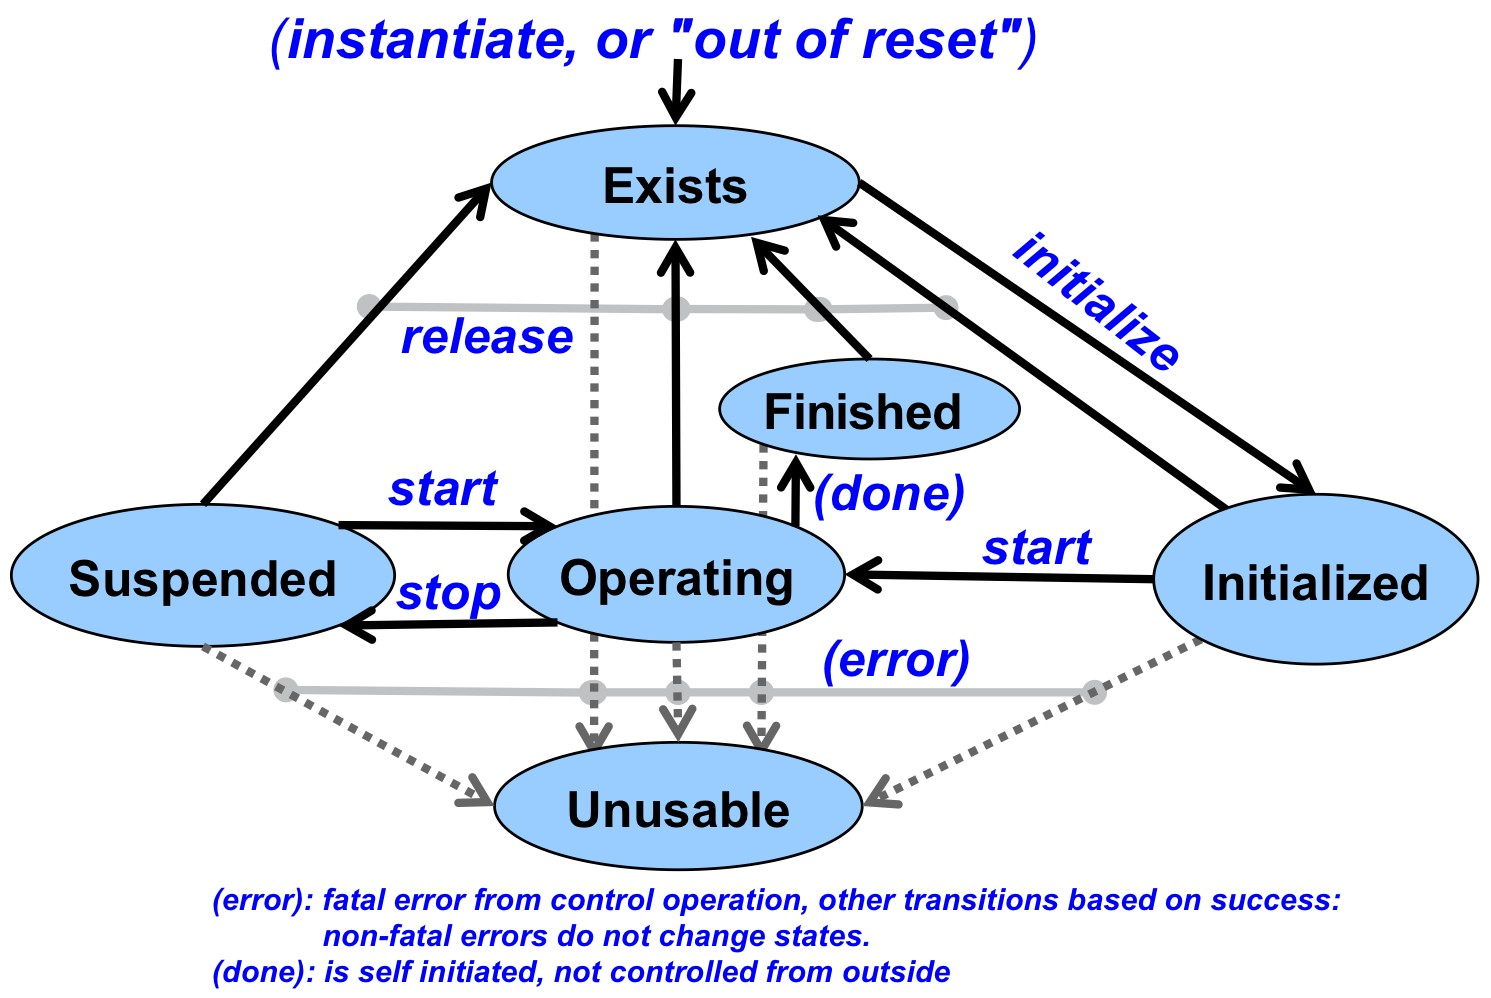 (instantiate, or "out of reset")
Exists
initialize
release
Finished
start
(done)
start
Suspended
Operating
Initialized
stop
(error)
Unusable
(error): fatal error from control operation, other transitions based on success:
non-fatal errors do not change states.
(done): is self initiated, not controlled from outside